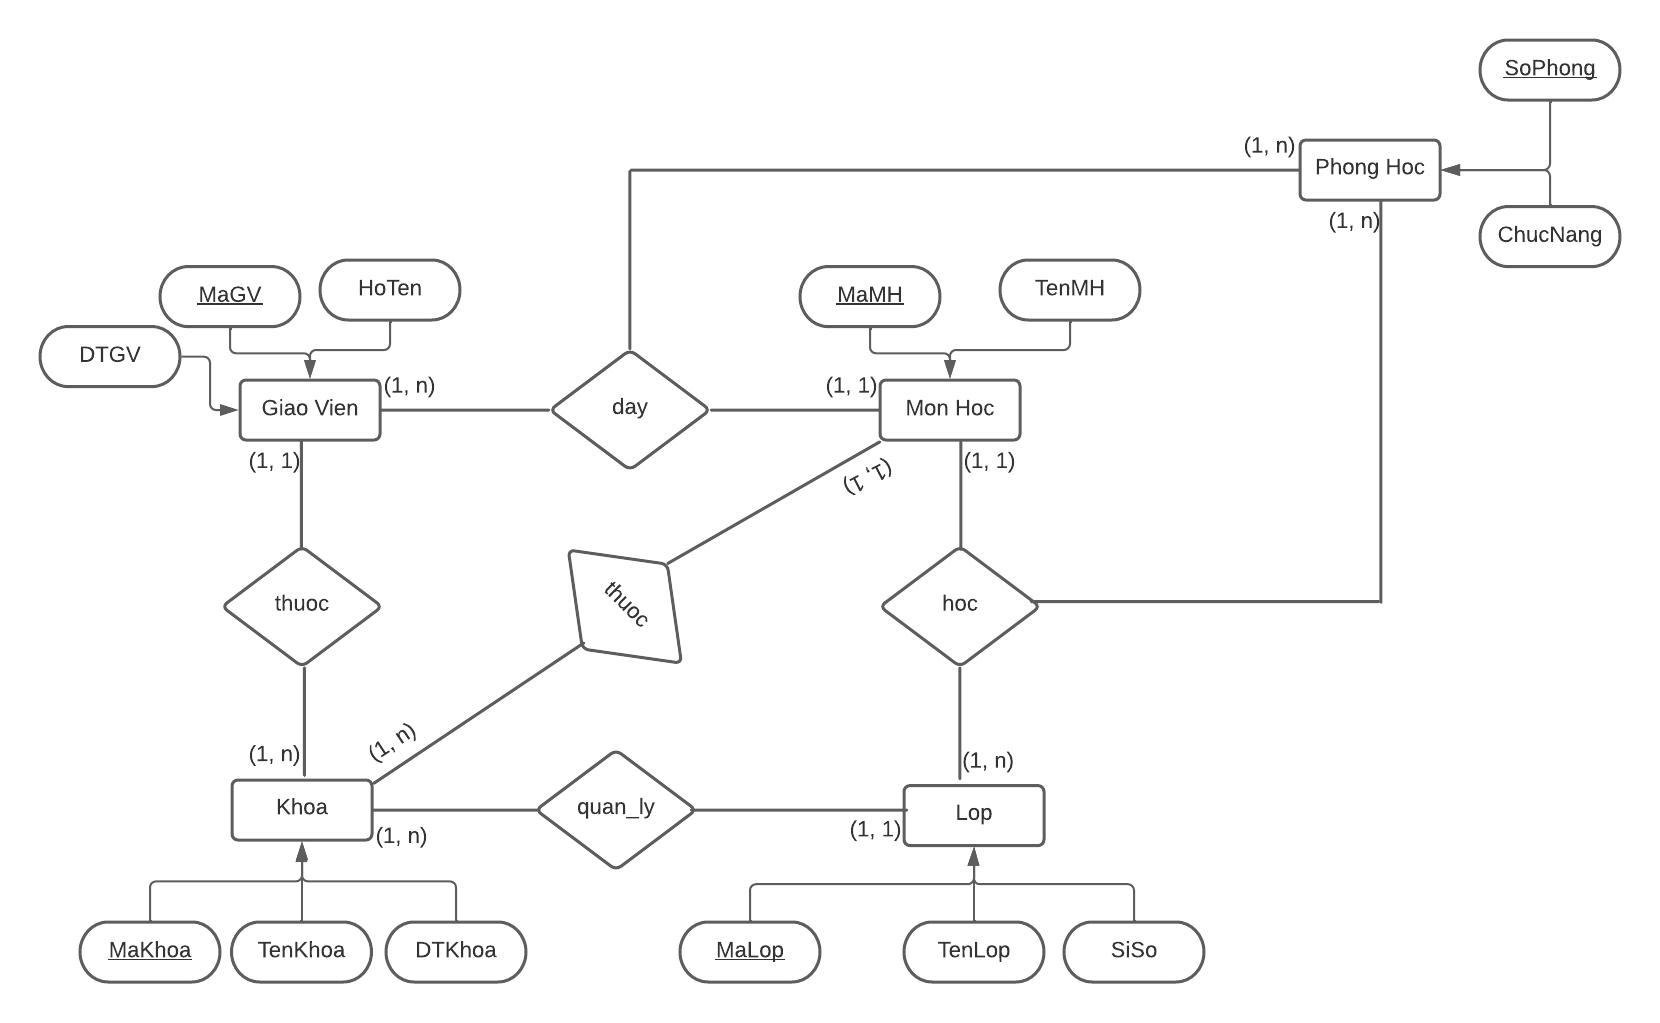 SoPhong
(1, n)
Phong Hoc
(1, n)
ChucNang
MaGV
HoTen
MaMH
TenMH
DTGV
Giao Vien
(1, n)
day
(1, 1)
Mon Hoc
(1, 1)
(1, 1)
(1, 1)
thuoc
thuoc
hoc
(1, n)
(1, n)
(1, n)
Khoa
(1, n)
quan_ly
(1, 1)
Lop
MaKhoa
TenKhoa
DTKhoa
MaLop
TenLop
SiSo